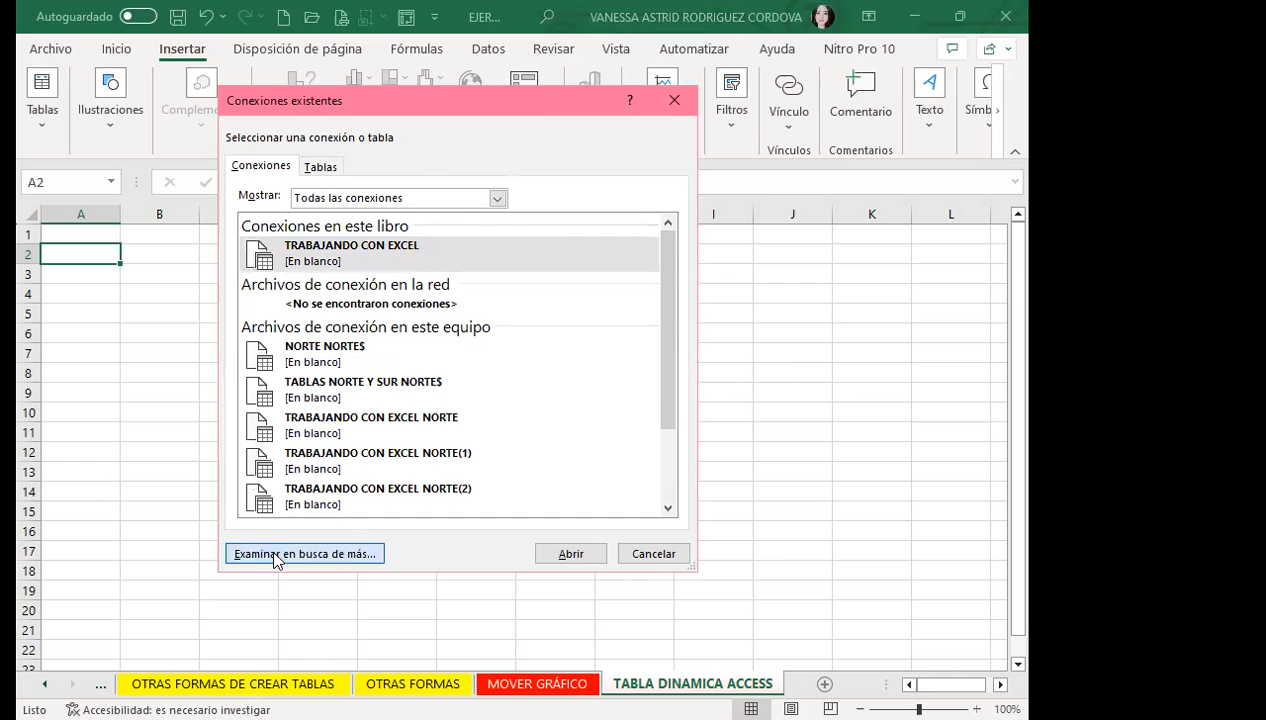 Autoguardado EJER... VANESSA ASTRID RODRIGUEZ CORDOVA
Archivo Inicio Insertar Disposición de página Fórmulas Datos Revisar Vista Automatizar Ayuda Nitro Pro 10
Tablas Ilustraciones Compleme Filtros Vínculo Comentario Texto Símb
Vínculos Comentarios
Conexiones existentes ?
Seleccionar una conexión o tabla
Conexiones Tablas
A2
Mostrar: Todas las conexiones
A B I J K L
Conexiones en este libro
TRABAJANDO CON EXCEL
[En blanco]
Archivos de conexión en la red
<No se encontraron conexiones>
Archivos de conexión en este equipo
NORTE NORTE$
[En blanco]
TABLAS NORTE Y SUR NORTE$
[En blanco]
TRABAJANDO CON EXCEL NORTE
[En blanco]
TRABAJANDO CON EXCEL NORTE(1)
[En blanco]
TRABAJANDO CON EXCEL NORTE(2)
[En blanco]
Examinar en busca de más... Abrir Cancelar
1
2
3
4
5
6
7
8
9
10
11
12
13
14
15
16
17
18
19
20
21
22
23
... OTRAS FORMAS DE CREAR TABLAS OTRAS FORMAS MOVER GRÁFICO TABLA DINAMICA ACCESS
Listo Accesibilidad: es necesario investigar 100%